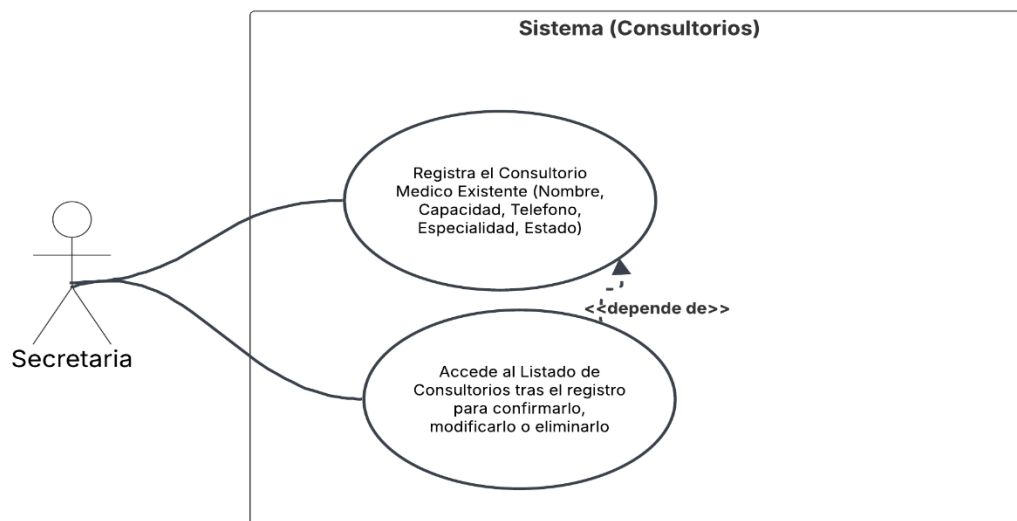 Sistema (Consultorios)
Registra el Consultorio
Medico Existente (Nombre,
Capacidad, Telefono,
Especialidad, Estado)
<<depende de>>
Secretaria
Accede al Listado de
Consultorios tras el registro
para confirmarlo,
modificarlo o eliminarlo